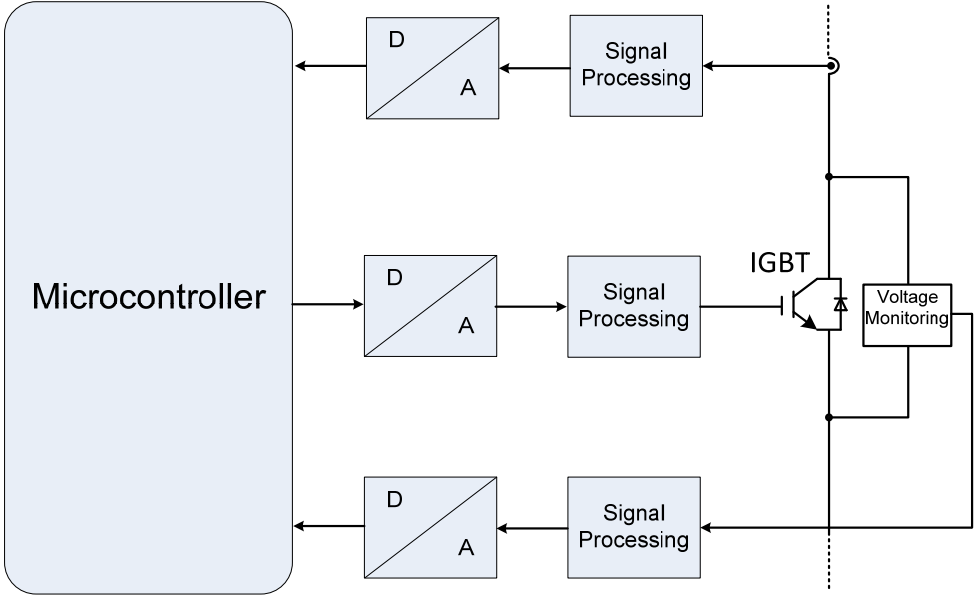 D
A
Signal
Processing
Microcontroller
D
A
Signal
Processing
IGBT
Voltage
Monitoring
D
A
Signal
Processing